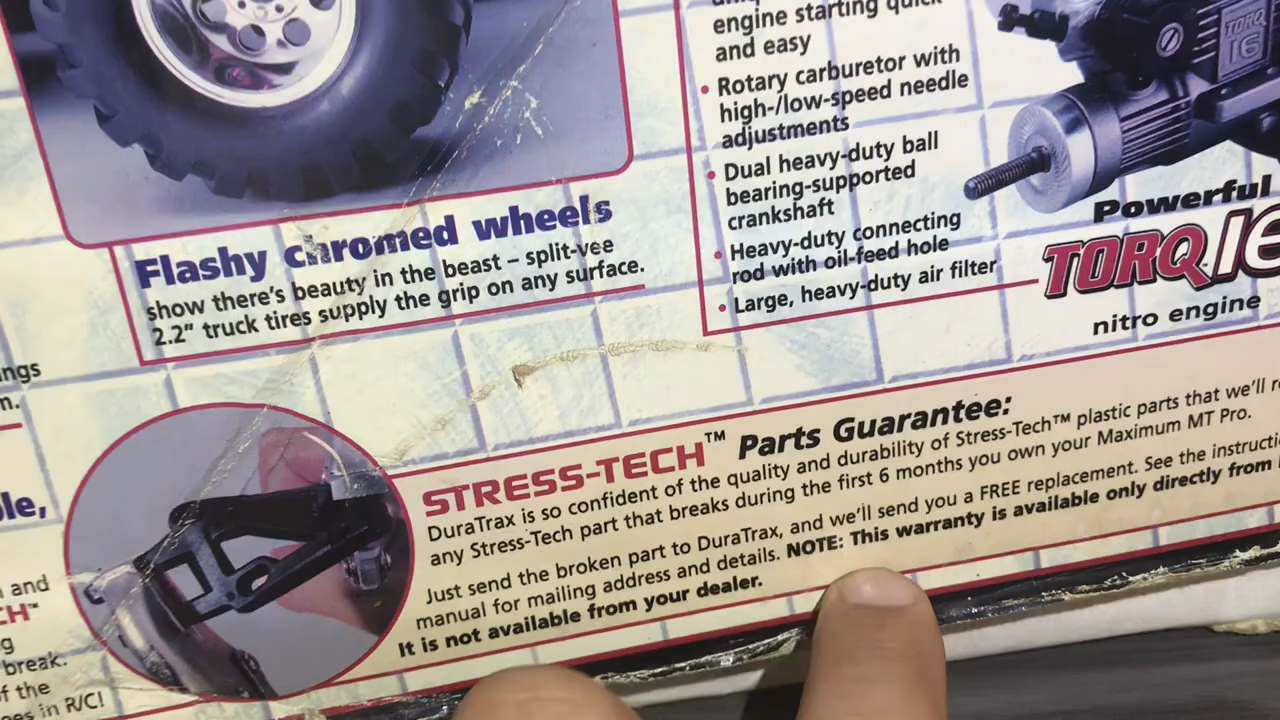 engine starting quick
and easy
• Rotary carburetor with
high-/low-speed needle
adjustments
• Dual heavy-duty ball
bearing-supported
crankshaft
• Heavy-duty connecting
rod with oil-feed hole
• Large, heavy-duty air filter
TORQ
16
Powerful
TORQ 16
nitro engine
Flashy chromed wheels
show there's beauty in the beast – split-vee
2.2" truck tires supply the grip on any surface.
STRESS-TECH™ Parts Guarantee:
DuraTrax is so confident of the quality and durability of Stress-Tech™ plastic parts that we'll
any Stress-Tech part that breaks during the first 6 months you own your Maximum MT Pro.
Just send the broken part to DuraTrax, and we'll send you a FREE replacement. See the
manual for mailing address and details. NOTE: This warranty is available only directly from
It is not available from your dealer.
and
break.
of the
in R/C!